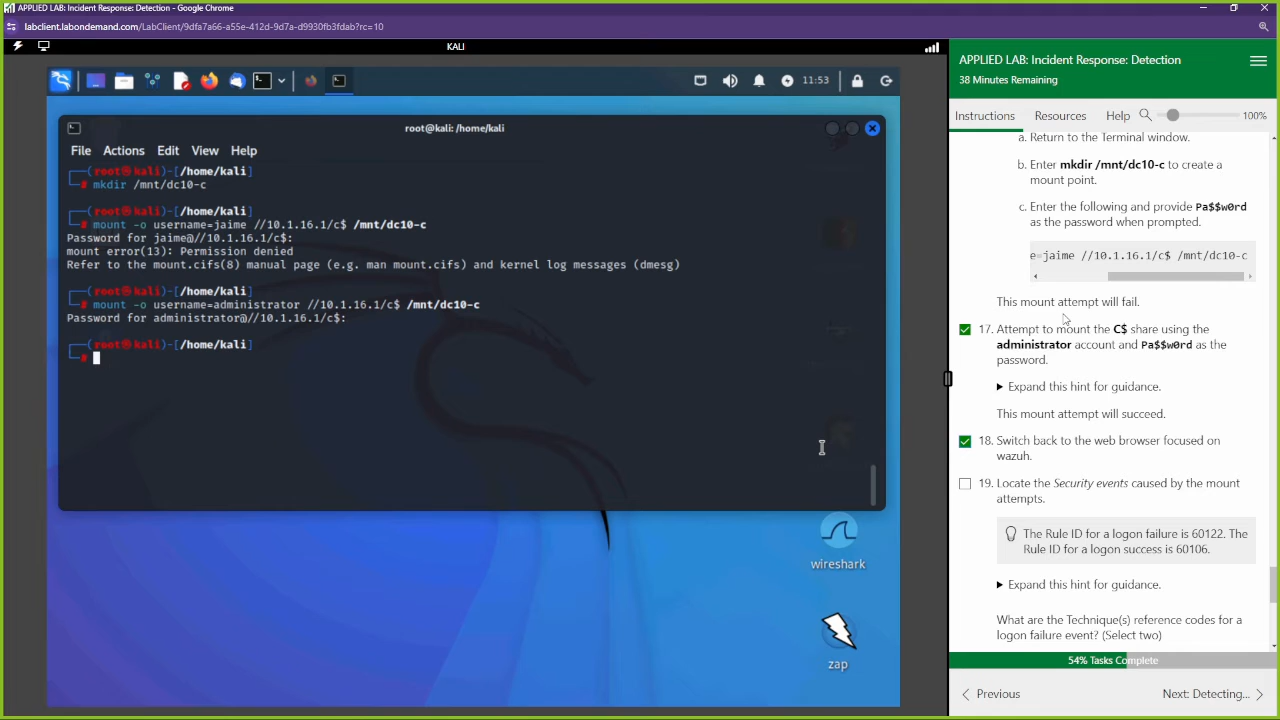 APPLIED LAB: Incident Response: Detection - Google Chrome
labclient.labondemand.com/LabClient/9dfa7a66-a55e-412d-9d7a-d9930fb3fdab?rc=10
KALI
11:53
root@kali: /home/kali
File Actions Edit View Help
┌──(root㉿kali)-[/home/kali]
└─# mkdir /mnt/dc10-c
┌──(root㉿kali)-[/home/kali]
└─# mount -o username=jaime //10.1.16.1/c$ /mnt/dc10-c
Password for jaime@//10.1.16.1/c$:
mount error(13): Permission denied
Refer to the mount.cifs(8) manual page (e.g. man mount.cifs) and kernel log messages (dmesg)
┌──(root㉿kali)-[/home/kali]
└─# mount -o username=administrator //10.1.16.1/c$ /mnt/dc10-c
Password for administrator@//10.1.16.1/c$:
┌──(root㉿kali)-[/home/kali]
└─#
wireshark
zap
APPLIED LAB: Incident Response: Detection
38 Minutes Remaining
Instructions Resources Help 100%
a. Return to the Terminal window.
b. Enter mkdir /mnt/dc10-c to create a
mount point.
c. Enter the following and provide Pa$$w0rd
as the password when prompted.
e=jaime //10.1.16.1/c$ /mnt/dc10-c
This mount attempt will fail.
17. Attempt to mount the C$ share using the
administrator account and Pa$$w0rd as the
password.
Expand this hint for guidance.
This mount attempt will succeed.
18. Switch back to the web browser focused on
wazuh.
19. Locate the Security events caused by the mount
attempts.
The Rule ID for a logon failure is 60122. The
Rule ID for a logon success is 60106.
Expand this hint for guidance.
What are the Technique(s) reference codes for a
logon failure event? (Select two)
54% Tasks Complete
Previous
Next: Detecting...